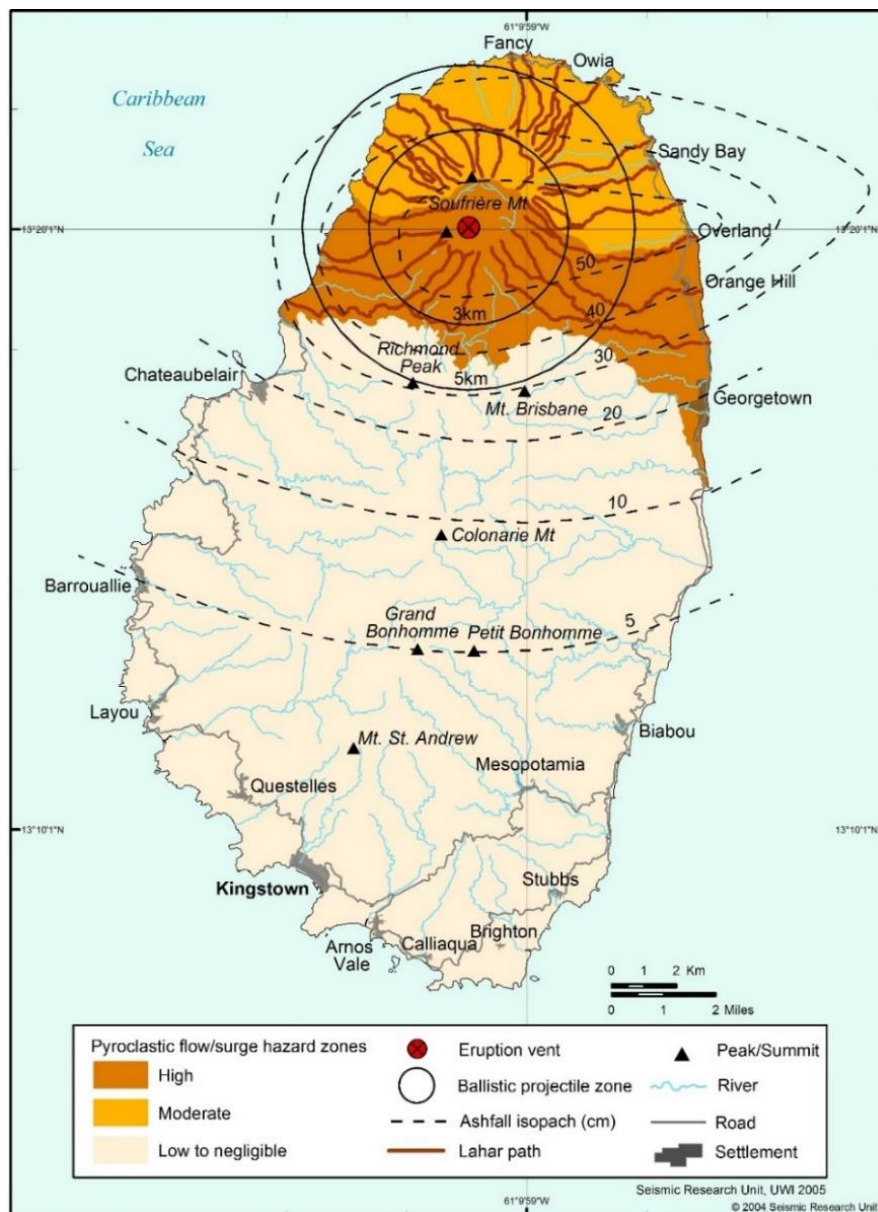 61°9'59"W
Fancy
Owia
Caribbean
Sea
Sandy Bay
Soufrière Mt
13°20'1"N
Overland
13°20'1"N
50
Orange Hill
3km
40
Richmond
Peak
30
Chateaubelair
5km
Mt. Brisbane
Georgetown
20
10
Colonarie Mt
Barrouallie
Grand
Bonhomme
Petit Bonhomme
5
Layou
Biabou
Mt. St. Andrew
Mesopotamia
Questelles
13°10'1"N
13°10'1"N
Kingstown
Stubbs
Brighton
Arnos
Vale
Calliaqua
0 1 2 Km
0 1 2 Miles
Pyroclastic flow/surge hazard zones
High
Moderate
Low to negligible
Eruption vent
Ballistic projectile zone
Ashfall isopach (cm)
Lahar path
Peak/Summit
River
Road
Settlement
Seismic Research Unit, UWI 2005
61°9'59"W
© 2004 Seismic Research Unit